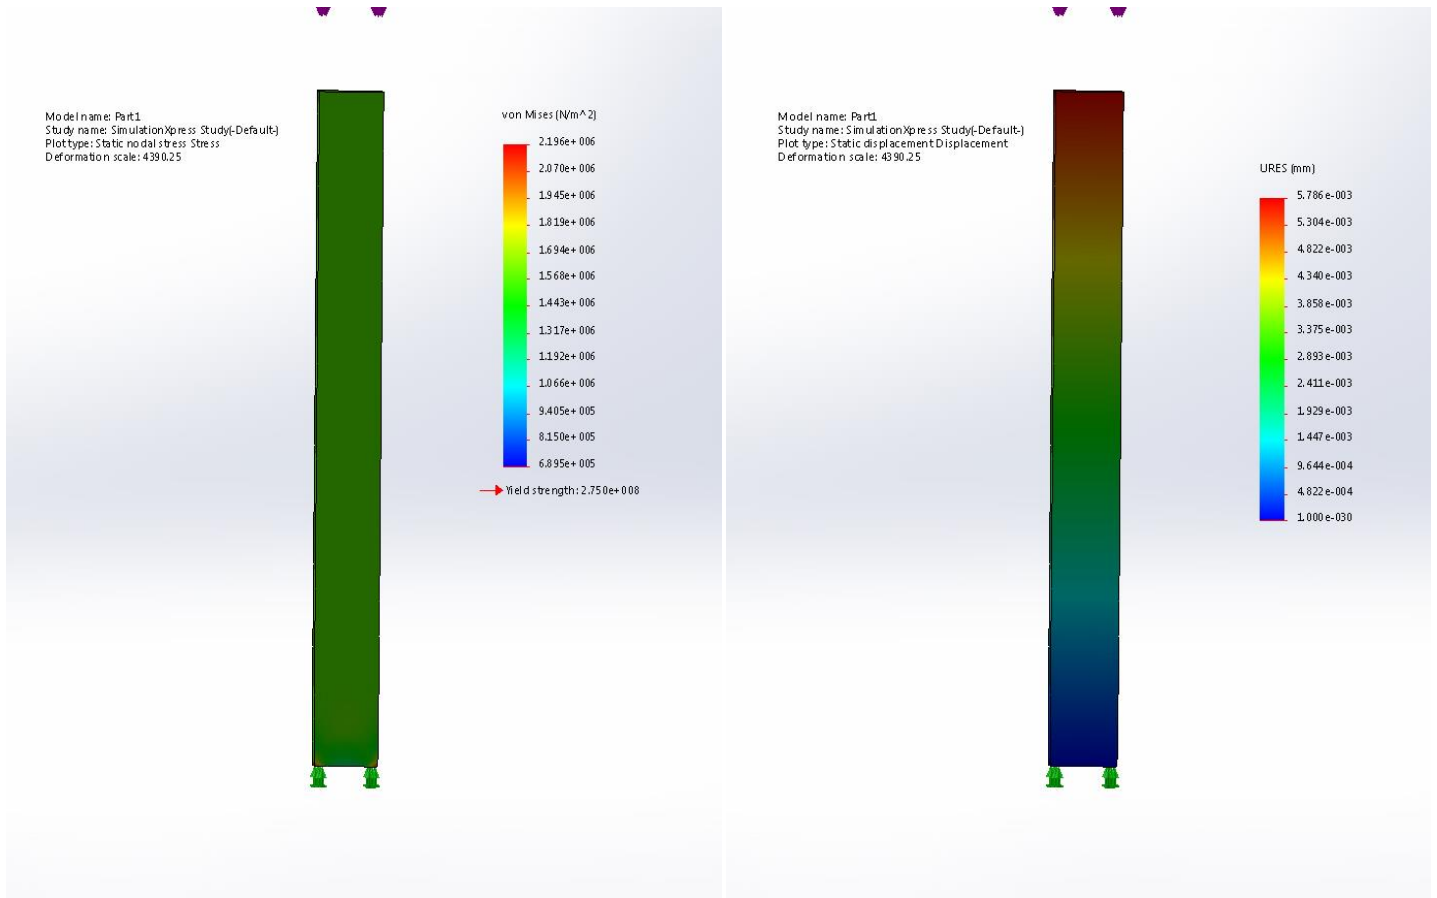 Model name: Part1
Study name: SimulationXpress Study(-Default-)
Plot type: Static nodal stress Stress
Deformation scale: 4390.25
von Mises (N/m^2)
2.196e+006
2.070e+006
1.945e+006
1.819e+006
1.694e+006
1.568e+006
1.443e+006
1.317e+006
1.192e+006
1.066e+006
9.405e+005
8.150e+005
6.895e+005
Yield strength: 2.750e+008
Model name: Part1
Study name: SimulationXpress Study(-Default-)
Plot type: Static displacement Displacement
Deformation scale: 4390.25
URES (mm)
5.786e-003
5.304e-003
4.822e-003
4.340e-003
3.858e-003
3.375e-003
2.893e-003
2.411e-003
1.929e-003
1.447e-003
9.644e-004
4.822e-004
1.000e-030